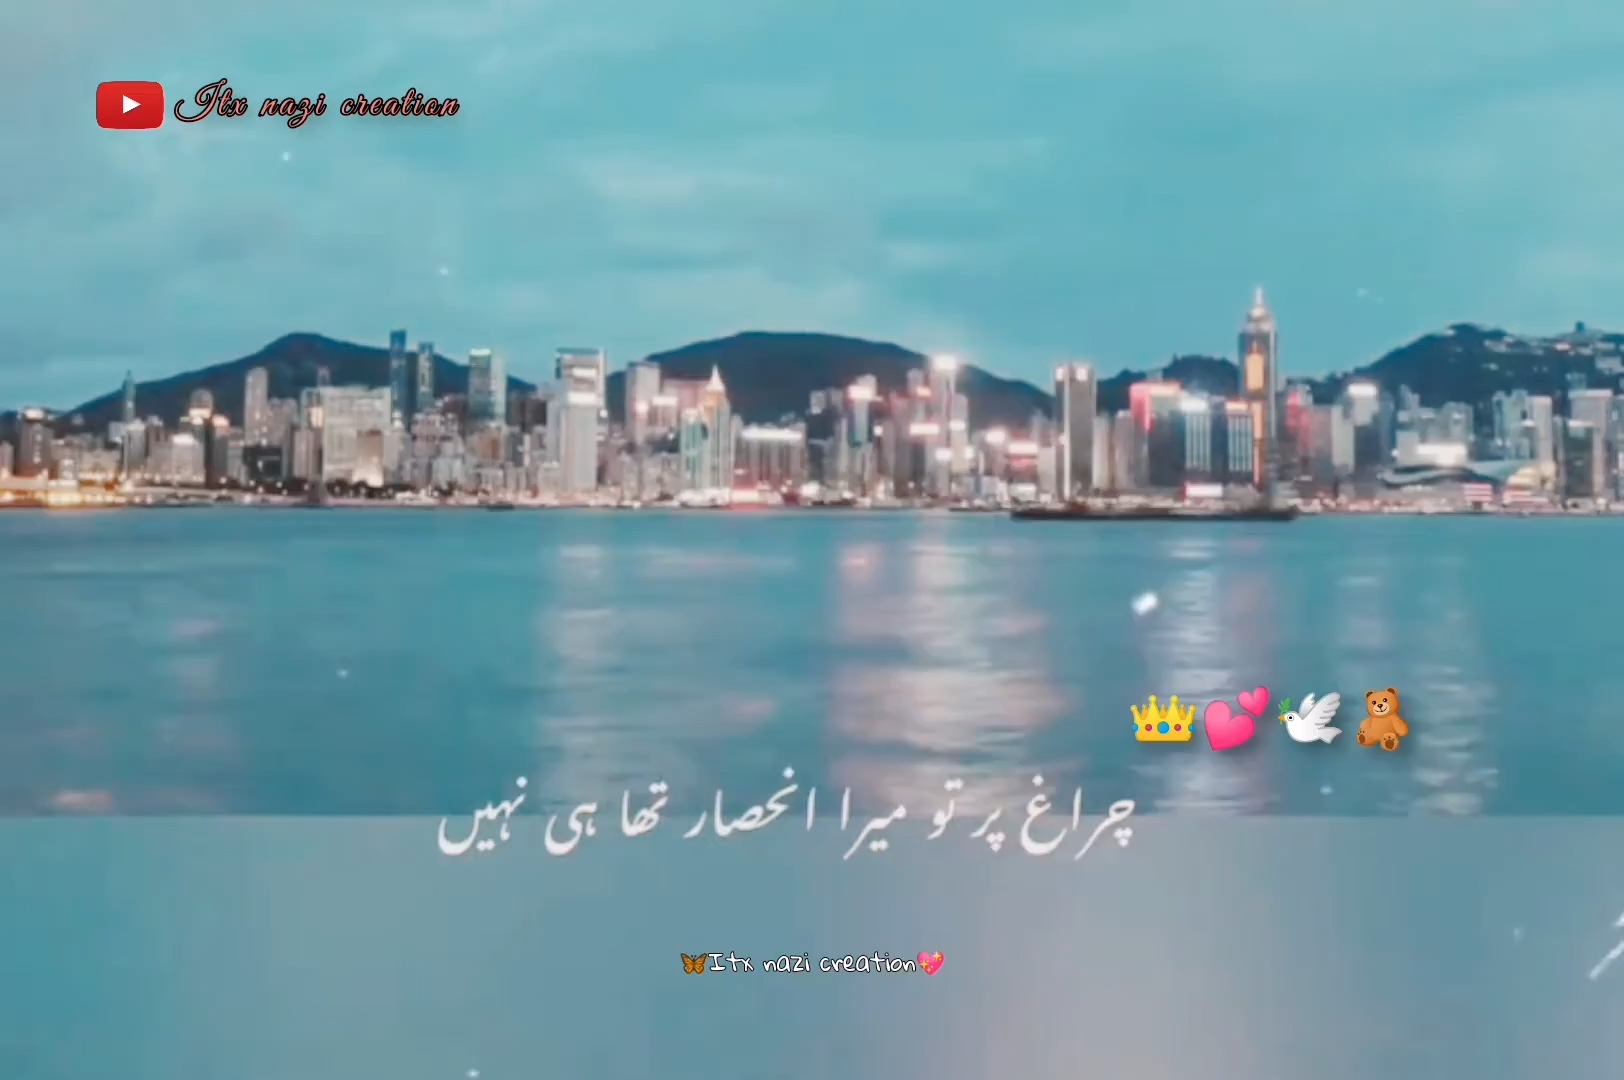 Itx nazi creation
👑💕🕊️🧸
چراغ پر تو میرا انحصار تھا ہی نہیں
🦋Itx nazi creation💖